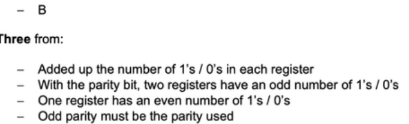 – B
Three from:
– Added up the number of 1's / 0's in each register
– With the parity bit, two registers have an odd number of 1's / 0's
– One register has an even number of 1's / 0's
– Odd parity must be the parity used